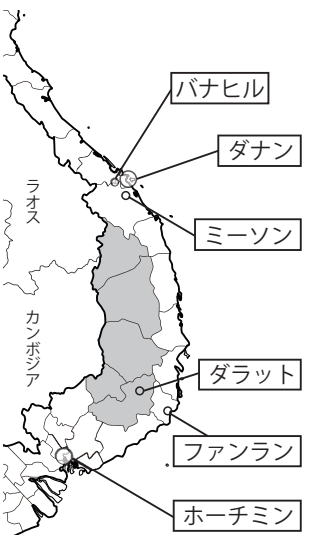 バナヒル
ダナン
ラオス
ミーソン
カンボジア
ダラット
ファンラン
ホーチミン